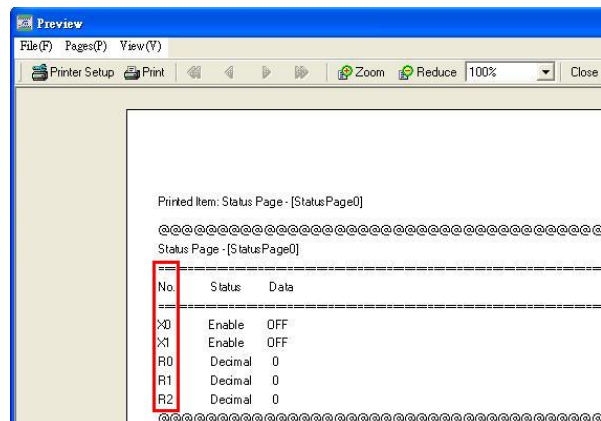 Preview
File(F) Pages(P) View(V)
Printer Setup Print Zoom Reduce 100% Close
Printed Item: Status Page - [StatusPage0]
@@@@@@@@@@@@@@@@@@@@@@@@@@@@@@@@@@@@@
Status Page - [StatusPage0]
==========================================================
No. Status Data
==========================================================
X0 Enable OFF
X1 Enable OFF
R0 Decimal 0
R1 Decimal 0
R2 Decimal 0
@@@@@@@@@@@@@@@@@@@@@@@@@@@@@@@@@@@@@